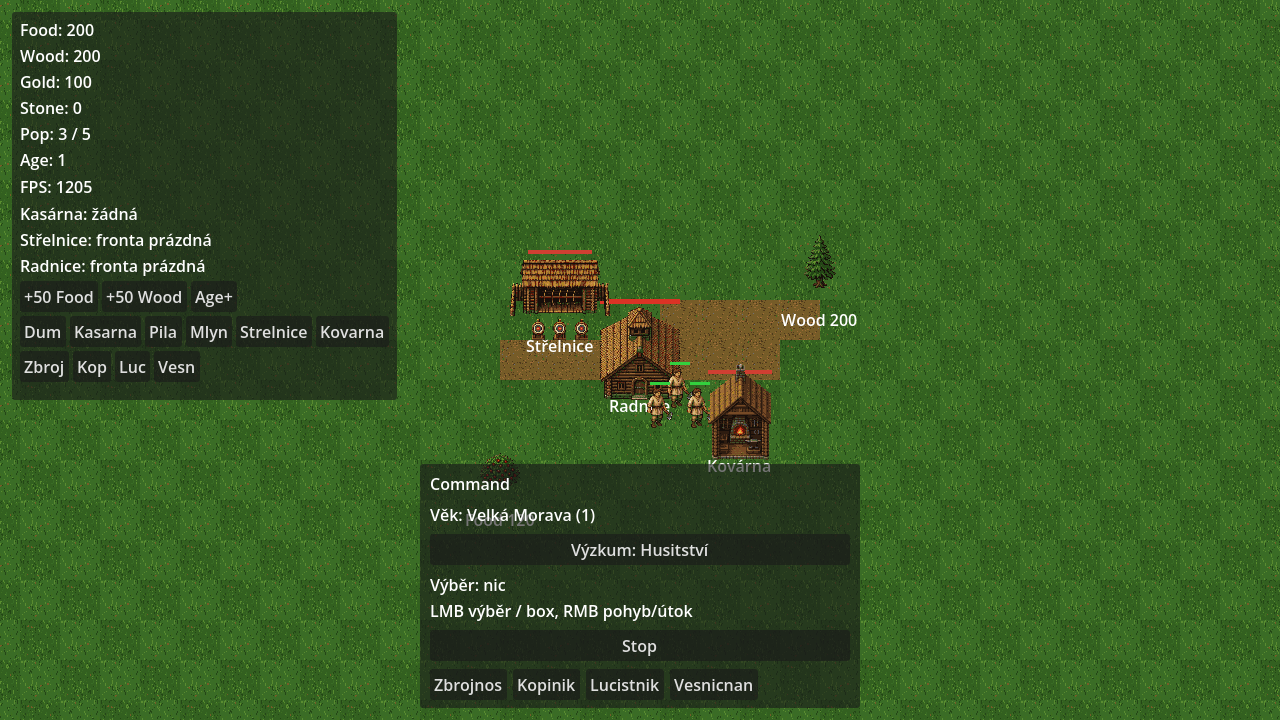 Food: 200
Wood: 200
Gold: 100
Stone: 0
Pop: 3 / 5
Age: 1
FPS: 1205
Kasárna: žádná
Střelnice: fronta prázdná
Radnice: fronta prázdná
+50 Food +50 Wood Age+
Dum Kasarna Pila Mlyn Strelnice Kovarna
Zbroj Kop Luc Vesn
Wood 200
Střelnice
Radnice
Kovárna
Command
Věk: Velká Morava (1)
Food 120
Výzkum: Husitství
Výběr: nic
LMB výběr / box, RMB pohyb/útok
Stop
Zbrojnos Kopinik Lucistnik Vesnicnan